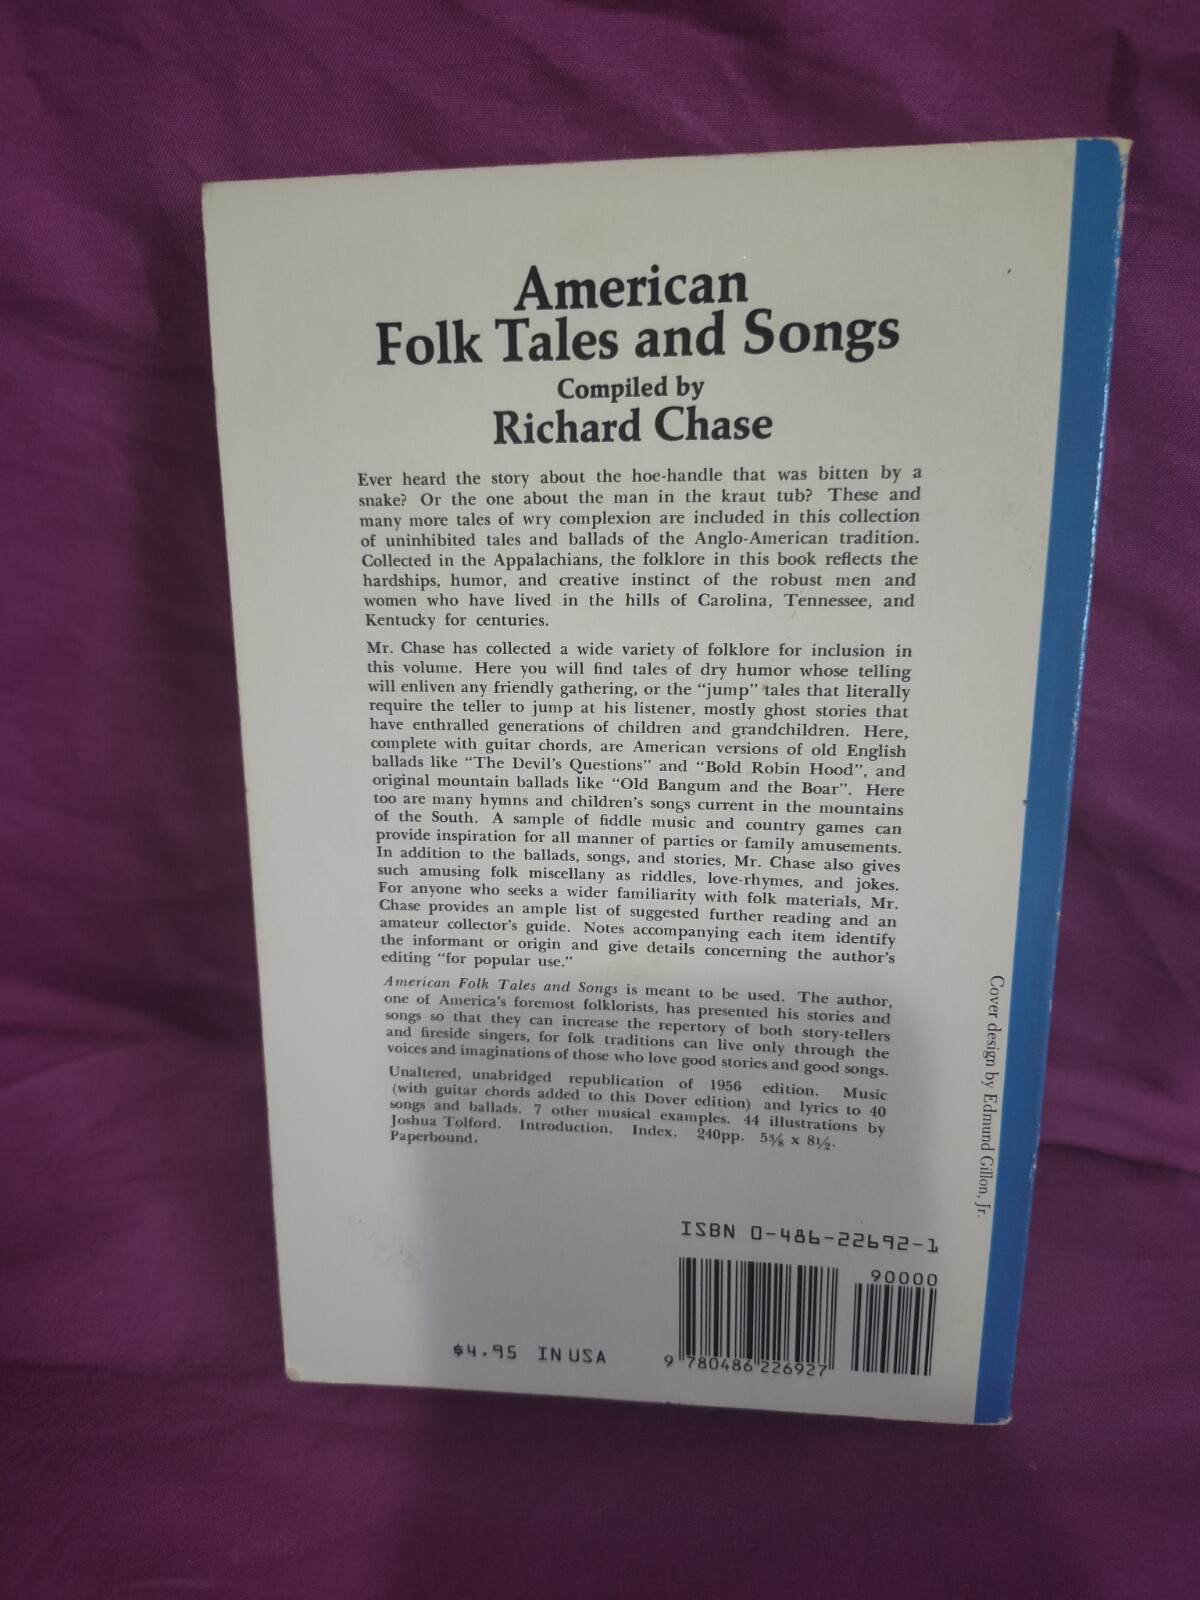 American
Folk Tales and Songs
Compiled by
Richard Chase
Ever heard the story about the hoe-handle that was bitten by a
snake? Or the one about the man in the kraut tub? These and
many more tales of wry complexion are included in this collection
of uninhibited tales and ballads of the Anglo-American tradition.
Collected in the Appalachians, the folklore in this book reflects the
hardships, humor, and creative instinct of the robust men and
women who have lived in the hills of Carolina, Tennessee, and
Kentucky for centuries.
Mr. Chase has collected a wide variety of folklore for inclusion in
this volume. Here you will find tales of dry humor whose telling
will enliven any friendly gathering, or the "jump" tales that literally
require the teller to jump at his listener, mostly ghost stories that
have enthralled generations of children and grandchildren. Here,
complete with guitar chords, are American versions of old English
ballads like "The Devil's Questions" and "Bold Robin Hood", and
original mountain ballads like "Old Bangum and the Boar". Here
too are many hymns and children's songs current in the mountains
of the South. A sample of fiddle music and country games can
provide inspiration for all manner of parties or family amusements.
In addition to the ballads, songs, and stories, Mr. Chase also gives
such amusing folk miscellany as riddles, love-rhymes, and jokes.
For anyone who seeks a wider familiarity with folk materials, Mr.
Chase provides an ample list of suggested further reading and an
amateur collector's guide. Notes accompanying each item identify
the informant or origin and give details concerning the author's
editing "for popular use."
American Folk Tales and Songs is meant to be used. The author,
one of America's foremost folklorists, has presented his stories and
songs so that they can increase the repertory of both story-tellers
and fireside singers, for folk traditions can live only through the
voices and imaginations of those who love good stories and good songs.
Unaltered, unabridged republication of 1956 edition. Music
(with guitar chords added to this Dover edition) and lyrics to 40
songs and ballads. 7 other musical examples. 44 illustrations by
Joshua Tolford. Introduction. Index. 240pp. 5⅜ x 8½.
Paperbound.
Cover design by Edmund Gillon, Jr.
ISBN 0-486-22692-1
90000
9 780486 226927
$4.95 IN USA